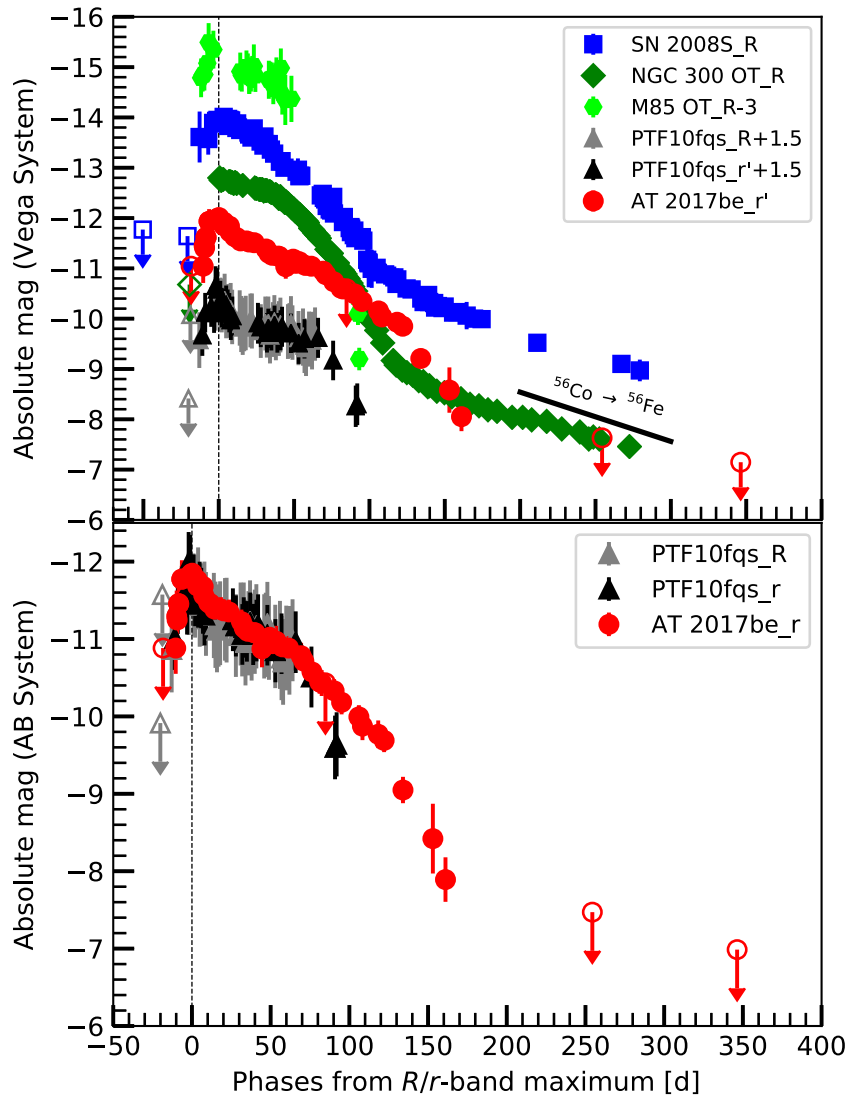 −16
−15
−14
−13
−12
−11
−10
−9
−8
−7
−6
Absolute mag (Vega System)
SN 2008S_R
NGC 300 OT_R
M85 OT_R-3
PTF10fqs_R+1.5
PTF10fqs_r'+1.5
AT 2017be_r'
⁵⁶Co → ⁵⁶Fe
−12
−11
−10
−9
−8
−7
−6
Absolute mag (AB System)
PTF10fqs_R
PTF10fqs_r
AT 2017be_r
−50 0 50 100 150 200 250 300 350 400
Phases from R/r-band maximum [d]